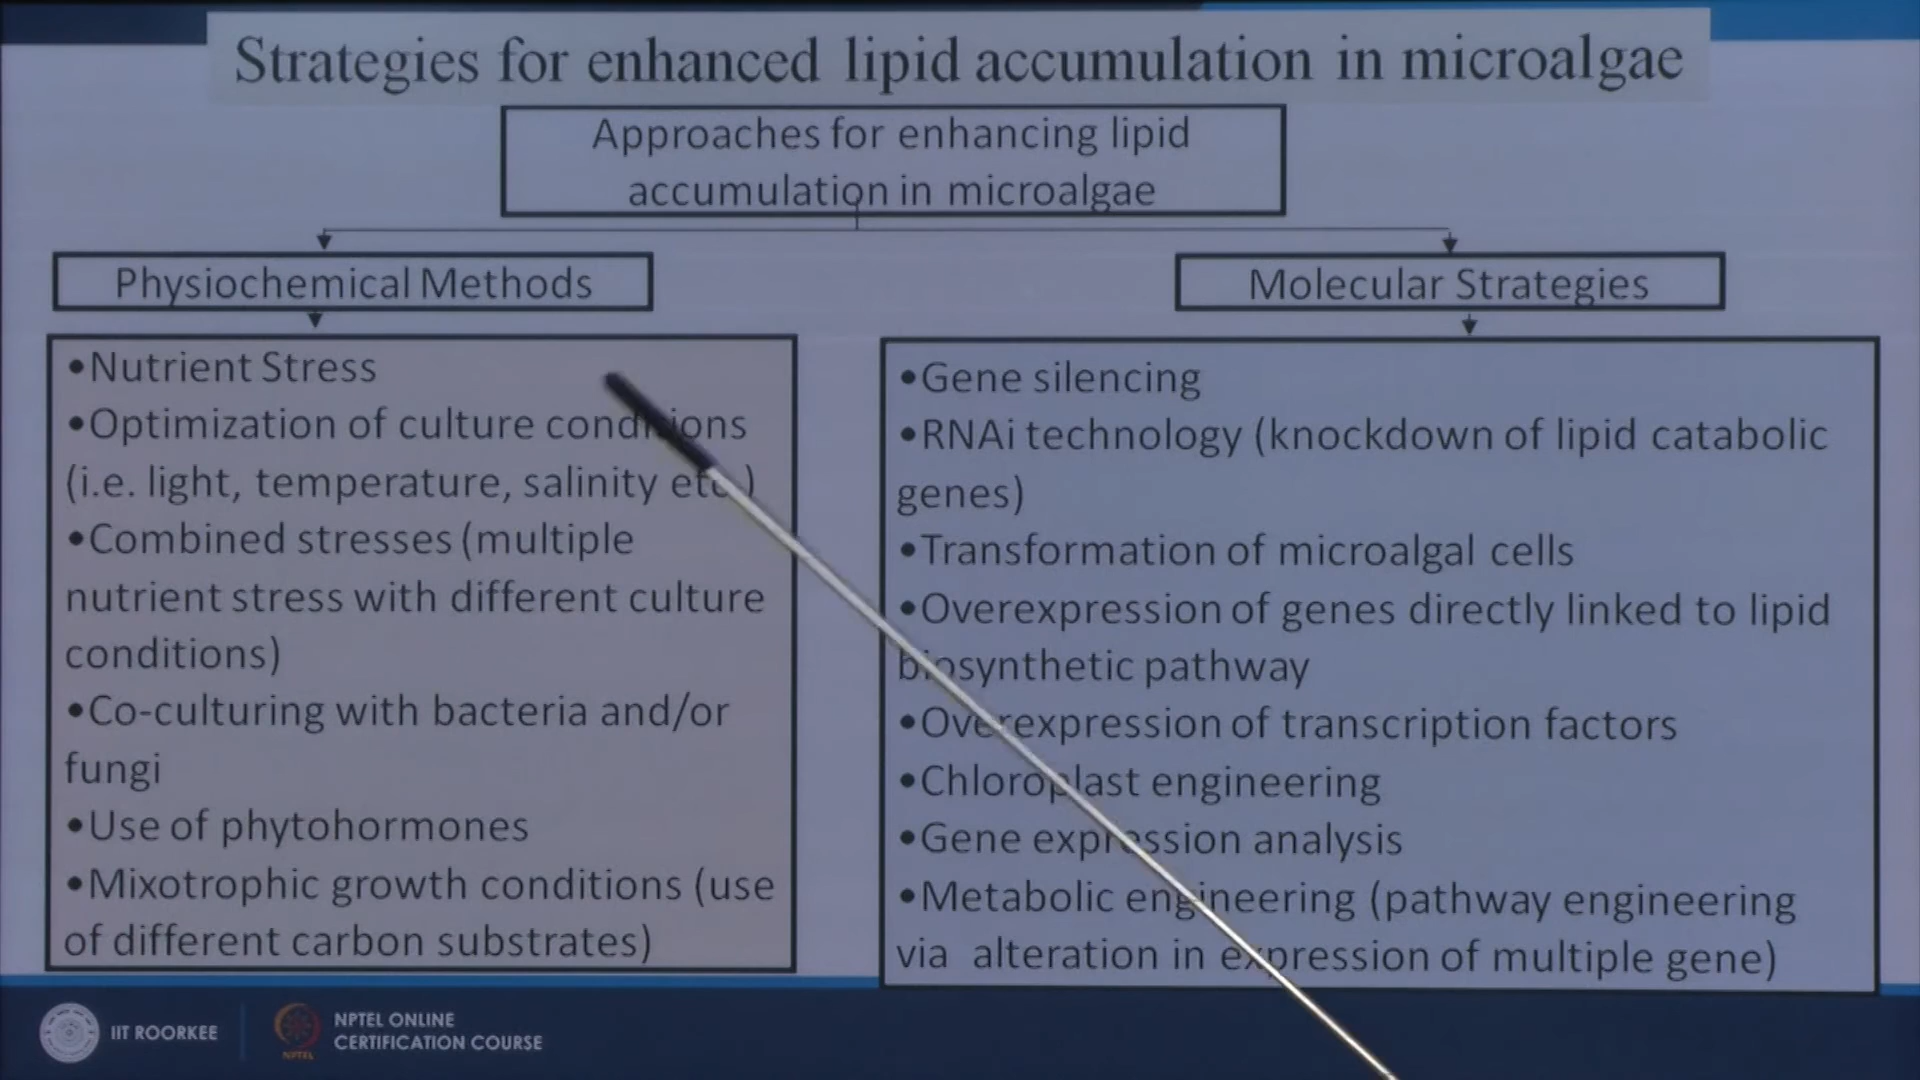 Strategies for enhanced lipid accumulation in microalgae
Approaches for enhancing lipid
accumulation in microalgae
Physiochemical Methods
•Nutrient Stress
•Optimization of culture conditions
(i.e. light, temperature, salinity etc.)
•Combined stresses (multiple
nutrient stress with different culture
conditions)
•Co-culturing with bacteria and/or
fungi
•Use of phytohormones
•Mixotrophic growth conditions (use
of different carbon substrates)
Molecular Strategies
•Gene silencing
•RNAi technology (knockdown of lipid catabolic
genes)
•Transformation of microalgal cells
•Overexpression of genes directly linked to lipid
biosynthetic pathway
•Overexpression of transcription factors
•Chloroplast engineering
•Gene expression analysis
•Metabolic engineering (pathway engineering
via alteration in expression of multiple gene)
IIT ROORKEE
NPTEL
NPTEL ONLINE
CERTIFICATION COURSE